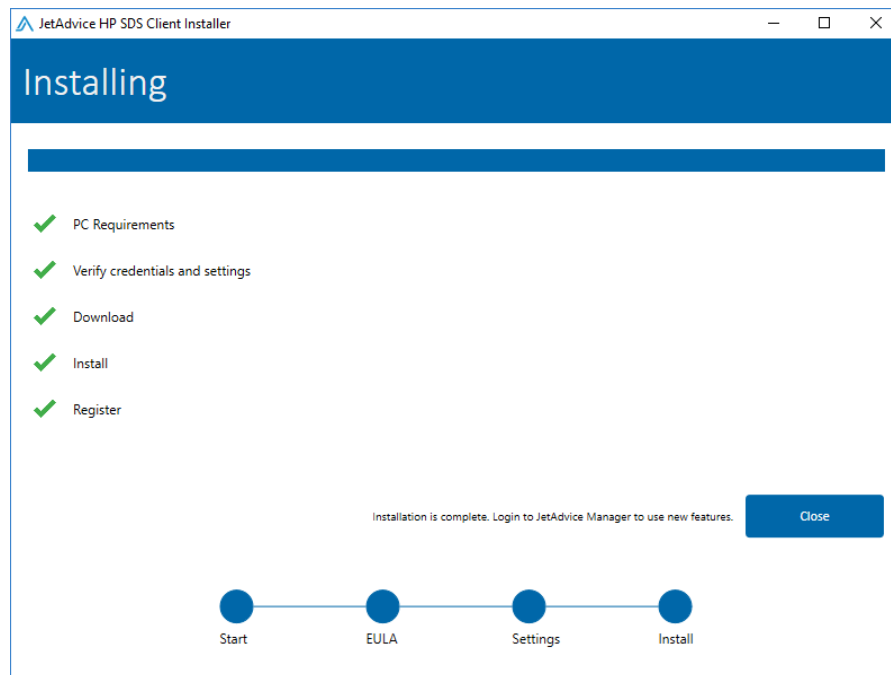 JetAdvice HP SDS Client Installer
Installing
PC Requirements
Verify credentials and settings
Download
Install
Register
Installation is complete. Login to JetAdvice Manager to use new features.
Close
Start
EULA
Settings
Install